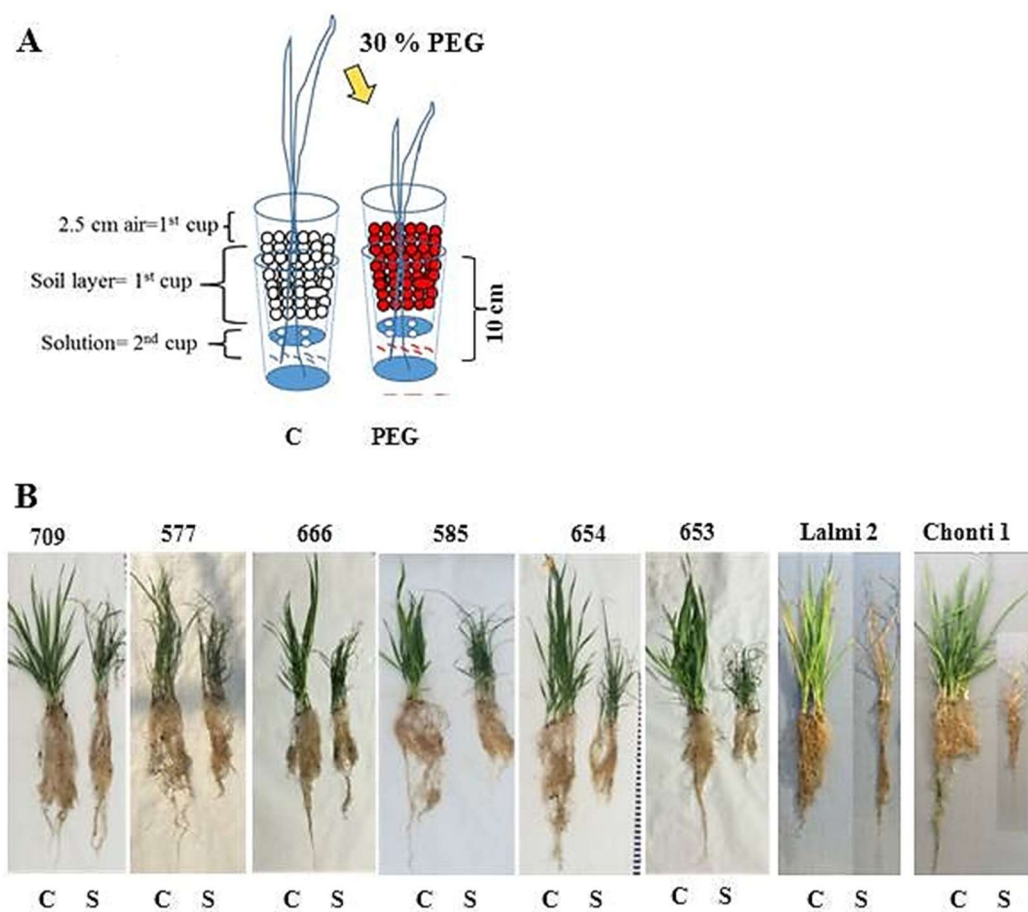 A
30 % PEG
2.5 cm air=1st cup
Soil layer= 1st cup
Solution= 2nd cup
10 cm
C PEG
B
709 577 666 585 654 653 Lalmi 2 Chonti 1
C S C S C S C S C S C S C S C S